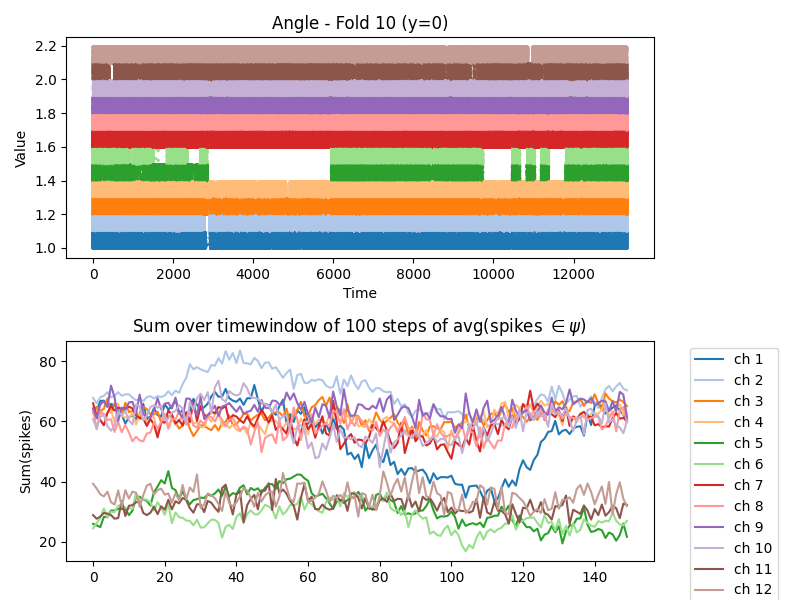 Angle - Fold 10 (y=0)
2.2
2.0
1.8
1.6
1.4
1.2
1.0
Value
0 2000 4000 6000 8000 10000 12000
Time
Sum over timewindow of 100 steps of avg(spikes ∈ ψ)
80
60
40
20
Sum(spikes)
0 20 40 60 80 100 120 140
ch 1
ch 2
ch 3
ch 4
ch 5
ch 6
ch 7
ch 8
ch 9
ch 10
ch 11
ch 12